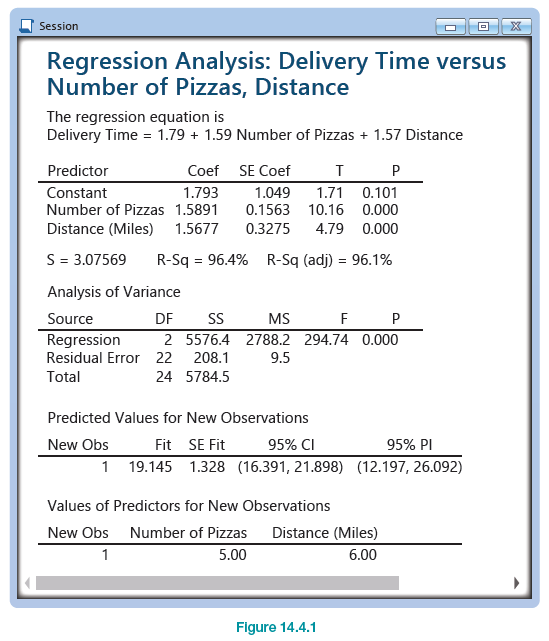 Session
Regression Analysis: Delivery Time versus
Number of Pizzas, Distance
The regression equation is
Delivery Time = 1.79 + 1.59 Number of Pizzas + 1.57 Distance
Predictor Coef SE Coef T P
Constant 1.793 1.049 1.71 0.101
Number of Pizzas 1.5891 0.1563 10.16 0.000
Distance (Miles) 1.5677 0.3275 4.79 0.000
S = 3.07569 R-Sq = 96.4% R-Sq (adj) = 96.1%
Analysis of Variance
Source DF SS MS F P
Regression 2 5576.4 2788.2 294.74 0.000
Residual Error 22 208.1 9.5
Total 24 5784.5
Predicted Values for New Observations
New Obs Fit SE Fit 95% CI 95% PI
1 19.145 1.328 (16.391, 21.898) (12.197, 26.092)
Values of Predictors for New Observations
New Obs Number of Pizzas Distance (Miles)
1 5.00 6.00
Figure 14.4.1